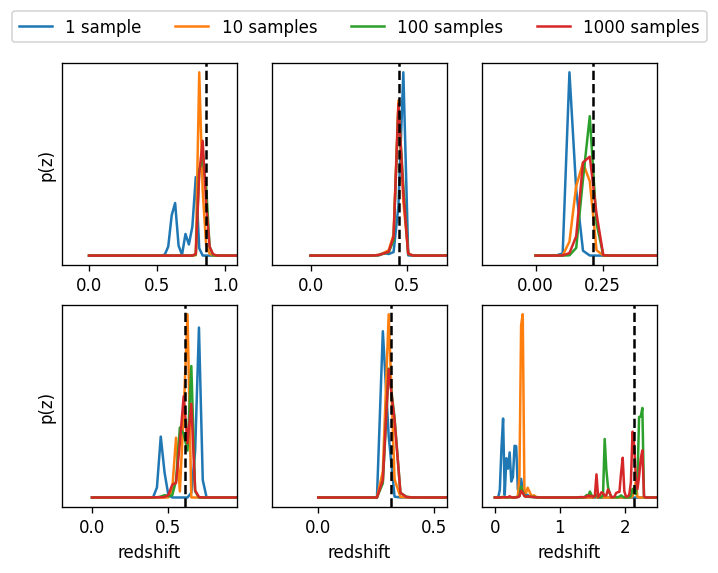 1 sample 10 samples 100 samples 1000 samples
p(z)
0.0 0.5 1.0 0.0 0.5 0.00 0.25
p(z)
0.0 0.5 0.0 0.5 0 1 2
redshift redshift redshift